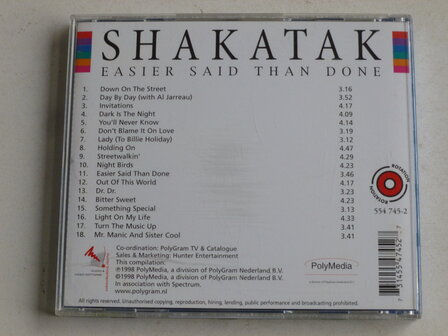 SHAKATAK
EASIER SAID THAN DONE
1. Down On The Street 3.16
2. Day By Day (with Al Jarreau) 3.52
3. Invitations 4.17
4. Dark Is The Night 4.09
5. You'll Never Know 4.14
6. Don't Blame It On Love 3.19
7. Lady (To Billie Holiday) 3.12
8. Holding On 4.47
9. Streetwalkin' 4.29
10. Night Birds 4.23
11. Easier Said Than Done 3.46
12. Out Of This World 4.17
13. Dr. Dr. 4.23
14. Bitter Sweet 4.23
15. Something Special 3.13
16. Light On My Life 4.33
17. Turn The Music Up 3.41
18. Mr. Manic And Sister Cool 3.41
ROTATION
ROTATION
554 745-2
Co-ordination: PolyGram TV & Catalogue
Sales & Marketing: Hunter Entertainment
This compilation:
℗1998 PolyMedia, a division of PolyGram Nederland B.V.
©1998 PolyMedia, a division of PolyGram Nederland B.V.
In association with Spectrum.
www.polygram.nl
PolyMedia
All rights reserved. Unauthorised copying, reproduction, hiring, lending, public performance and broadcasting prohibited.